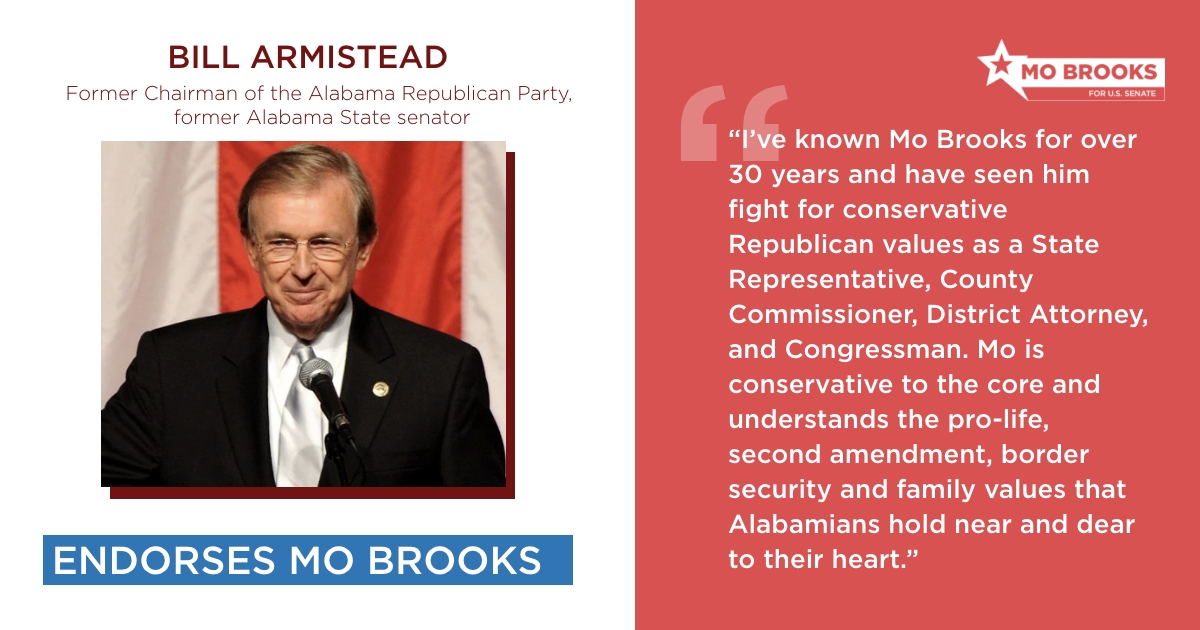 BILL ARMISTEAD
Former Chairman of the Alabama Republican Party,
former Alabama State senator
ENDORSES MO BROOKS
MO BROOKS
FOR U.S. SENATE
“I’ve known Mo Brooks for over
30 years and have seen him
fight for conservative
Republican values as a State
Representative, County
Commissioner, District Attorney,
and Congressman. Mo is
conservative to the core and
understands the pro-life,
second amendment, border
security and family values that
Alabamians hold near and dear
to their heart.”